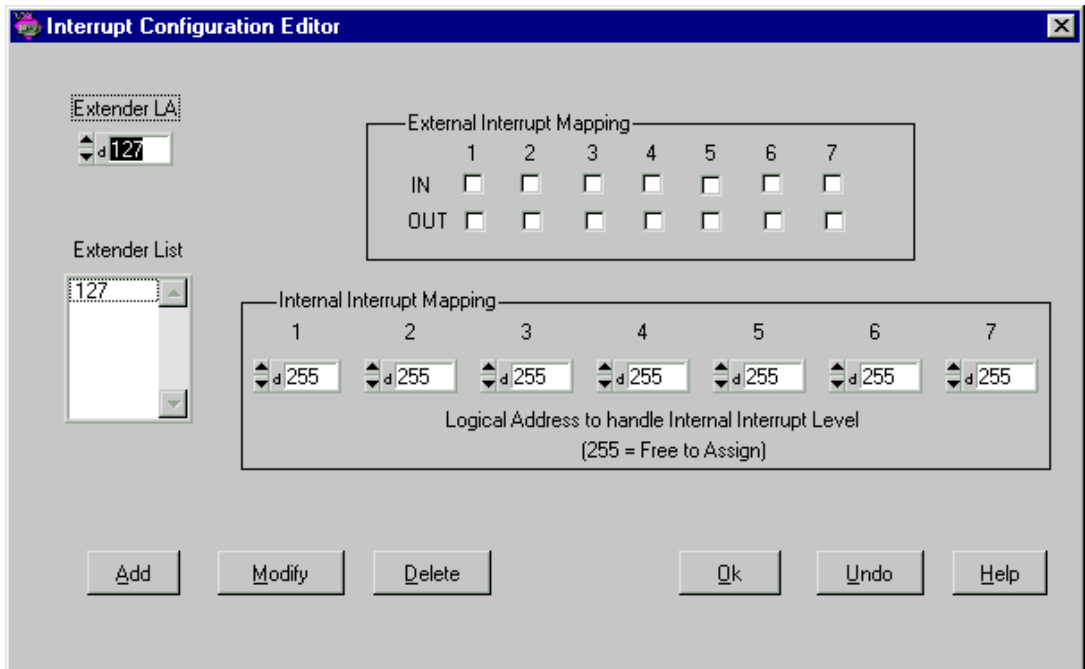 Interrupt Configuration Editor
Extender LA
d 127
External Interrupt Mapping
1 2 3 4 5 6 7
IN
OUT
Extender List
127
Internal Interrupt Mapping
1 2 3 4 5 6 7
d 255 d 255 d 255 d 255 d 255 d 255 d 255
Logical Address to handle Internal Interrupt Level
(255 = Free to Assign)
Add Modify Delete Ok Undo Help